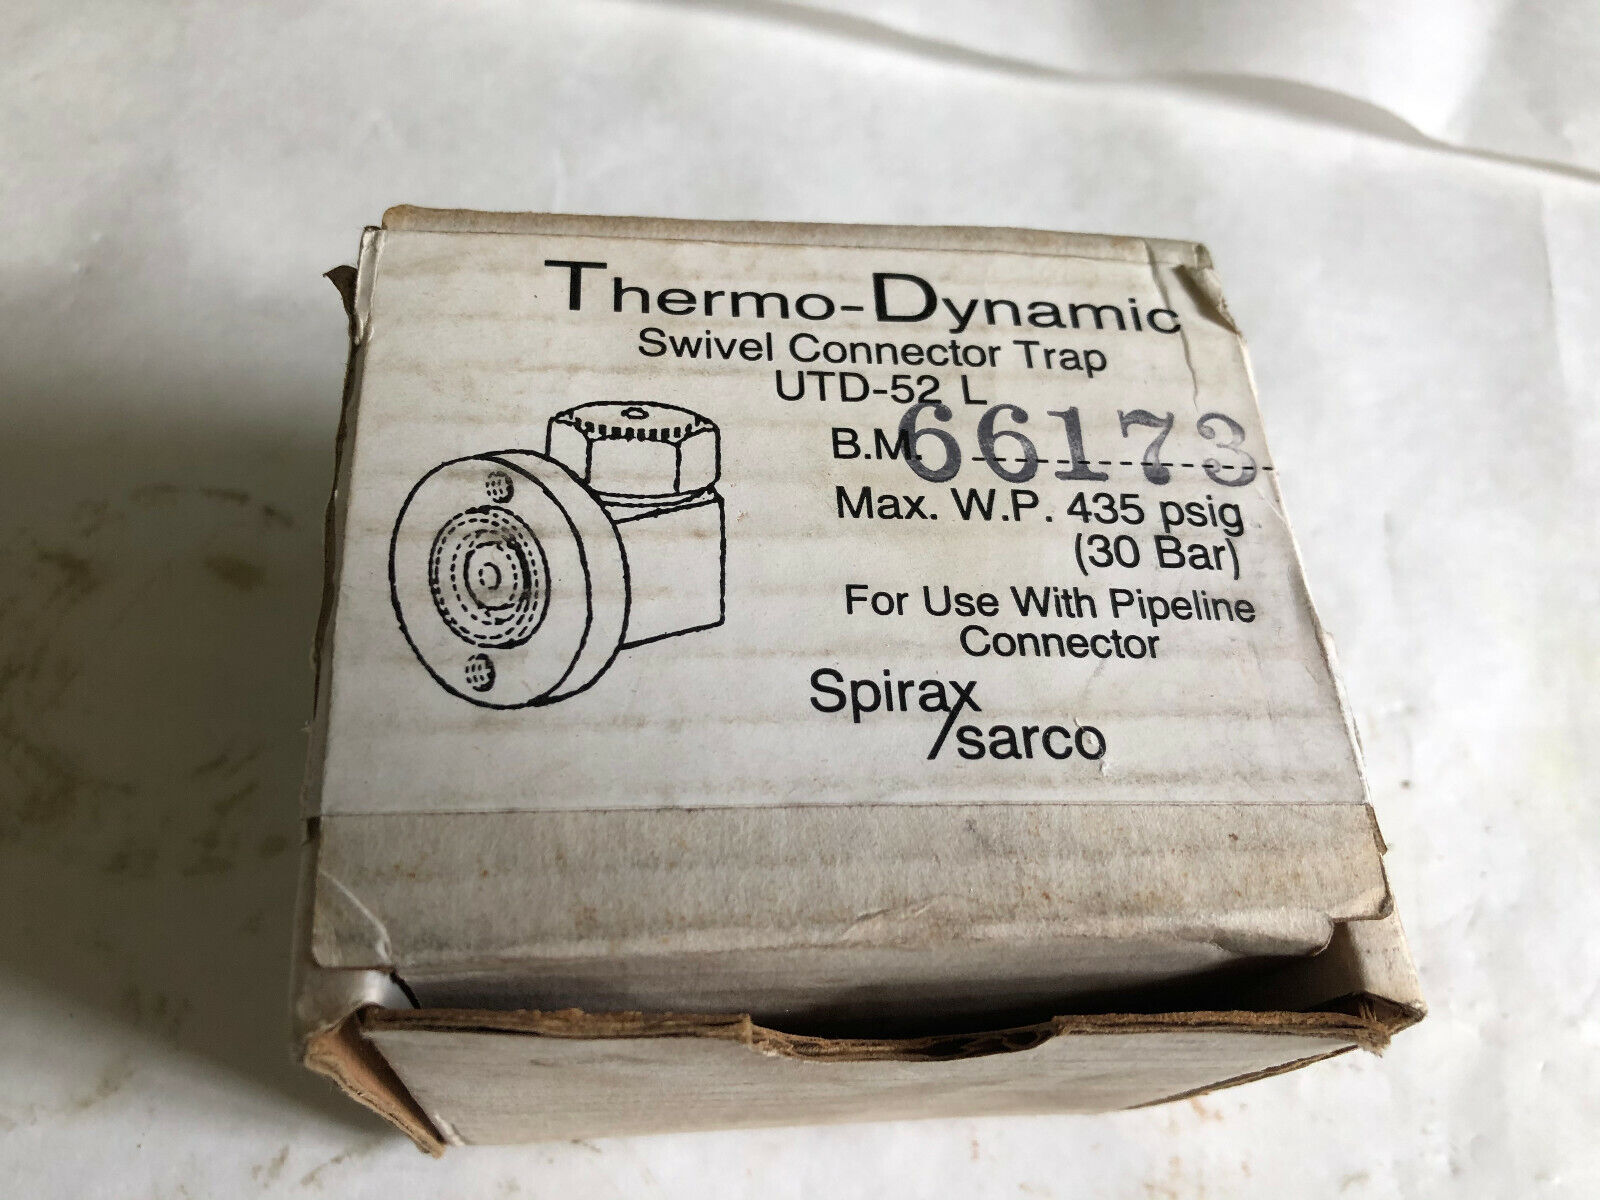 Thermo-Dynamic
Swivel Connector Trap
UTD-52 L
B.M. 66173
Max. W.P. 435 psig
(30 Bar)
For Use With Pipeline
Connector
Spirax
/sarco